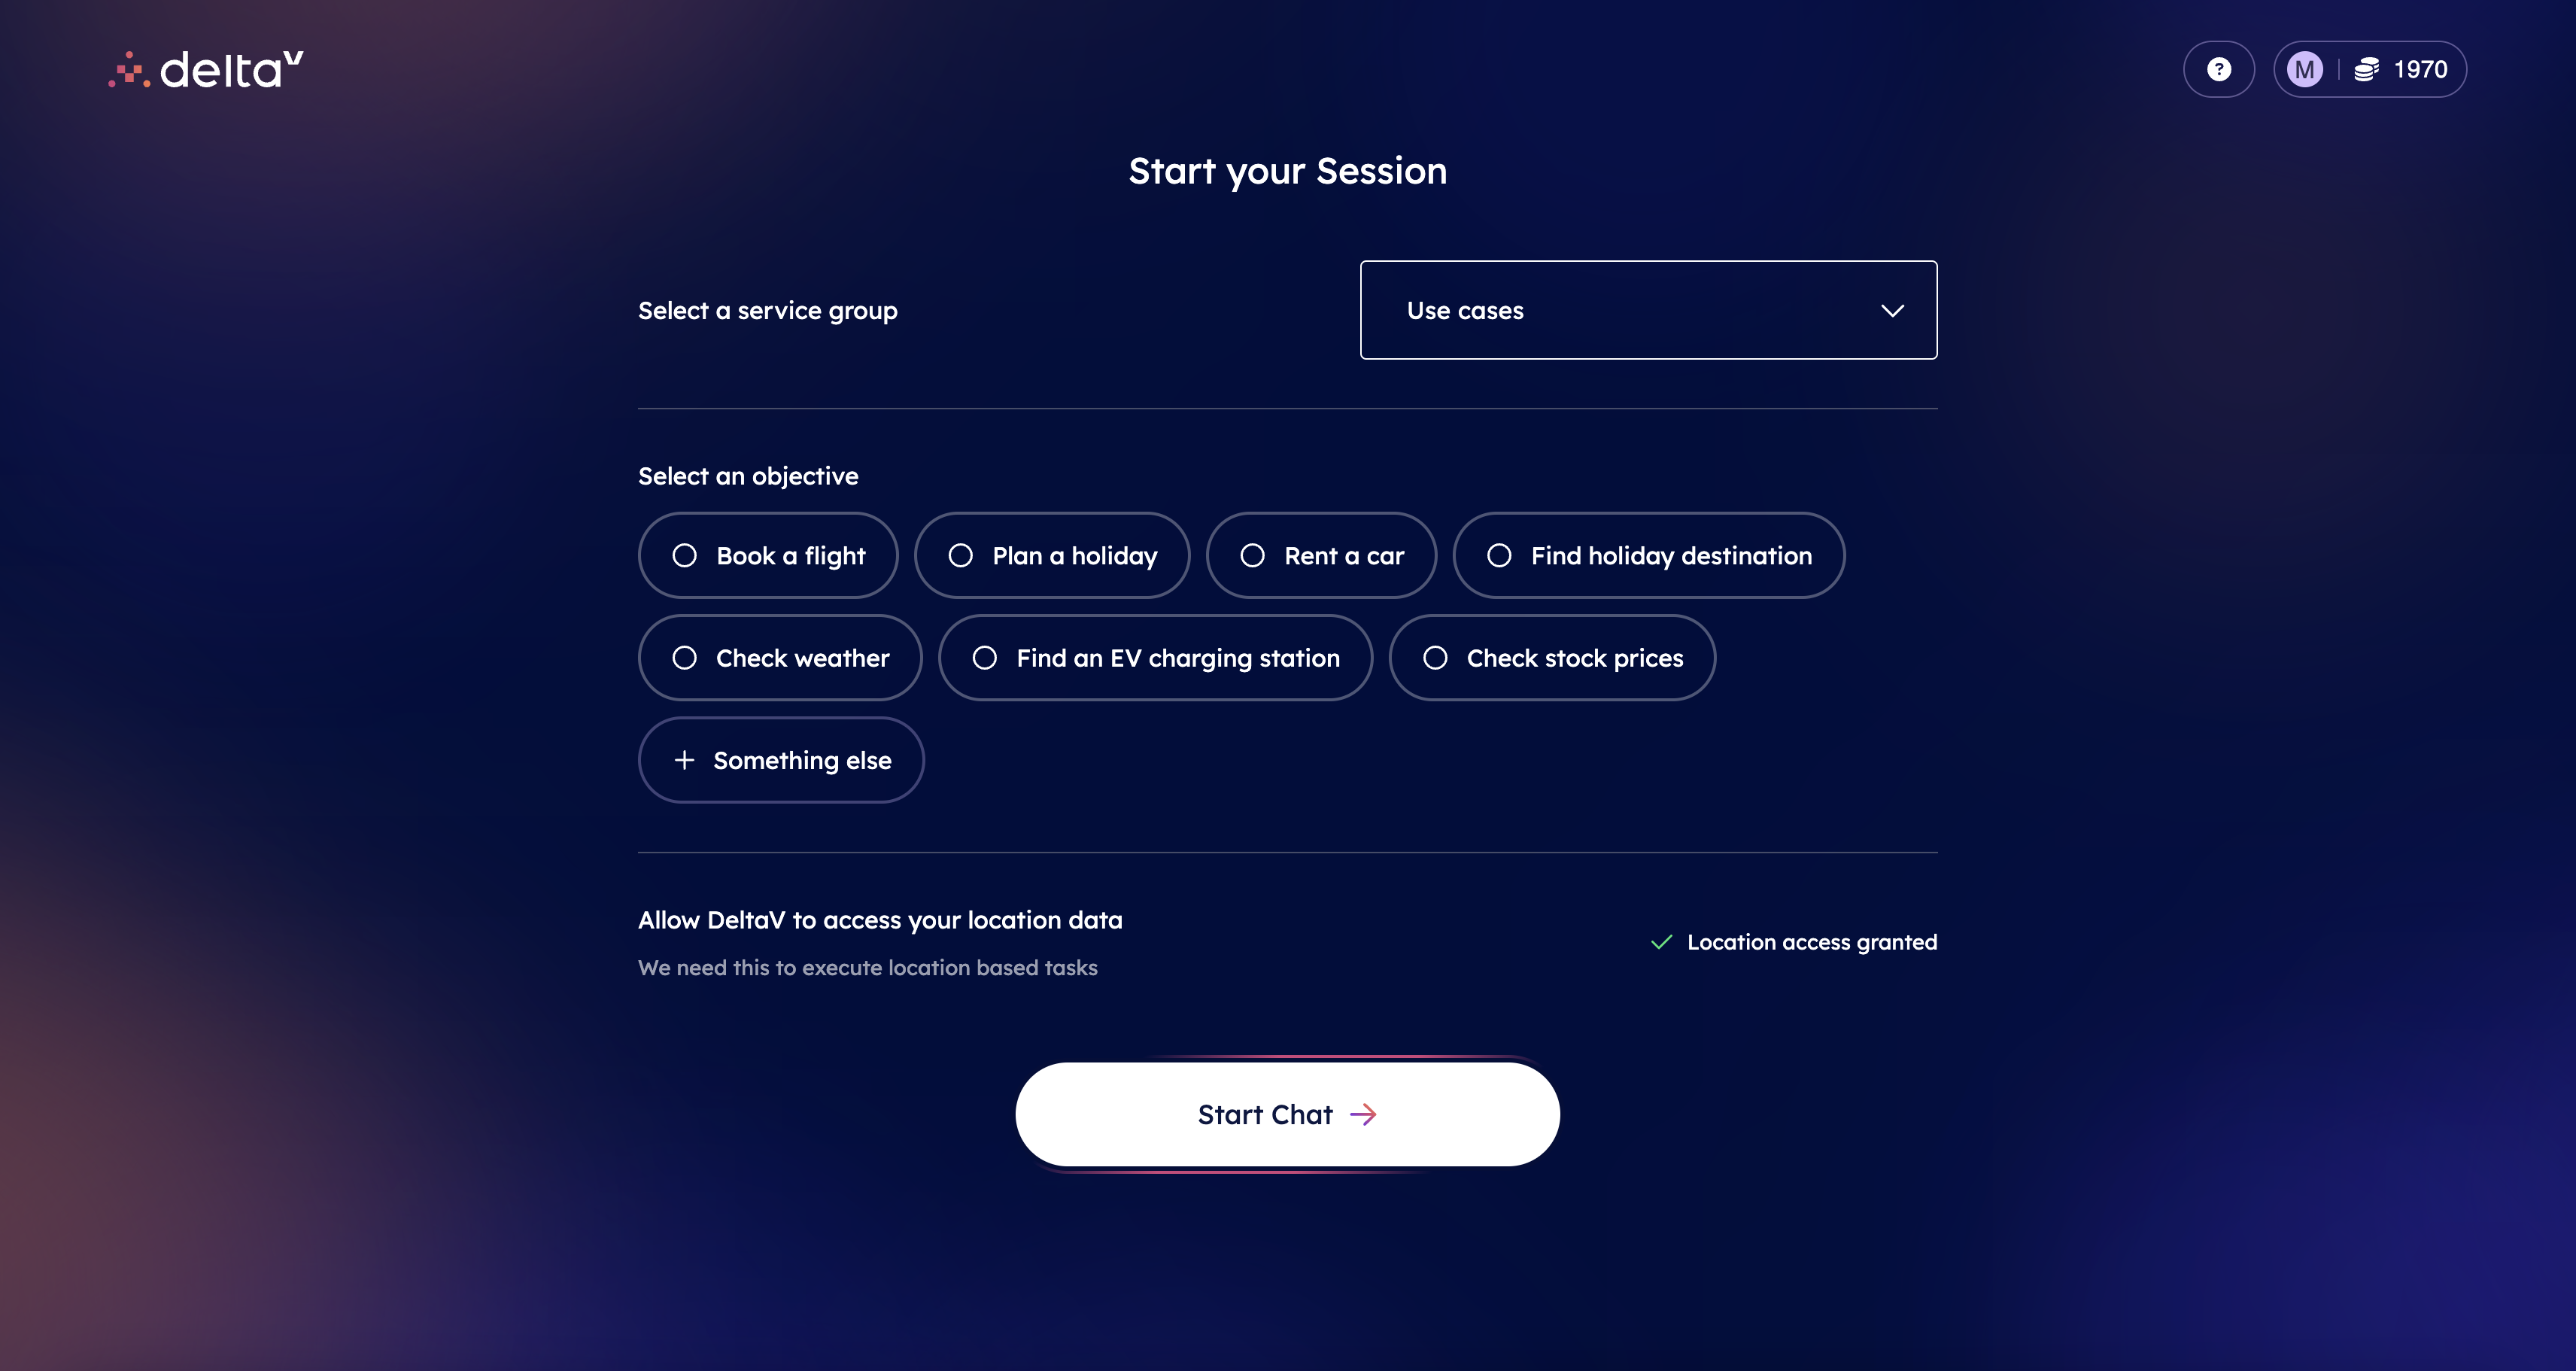 deltaV
?
M | 1970
Start your Session
Select a service group
Use cases
Select an objective
Book a flight
Plan a holiday
Rent a car
Find holiday destination
Check weather
Find an EV charging station
Check stock prices
+ Something else
Allow DeltaV to access your location data
We need this to execute location based tasks
Location access granted
Start Chat →